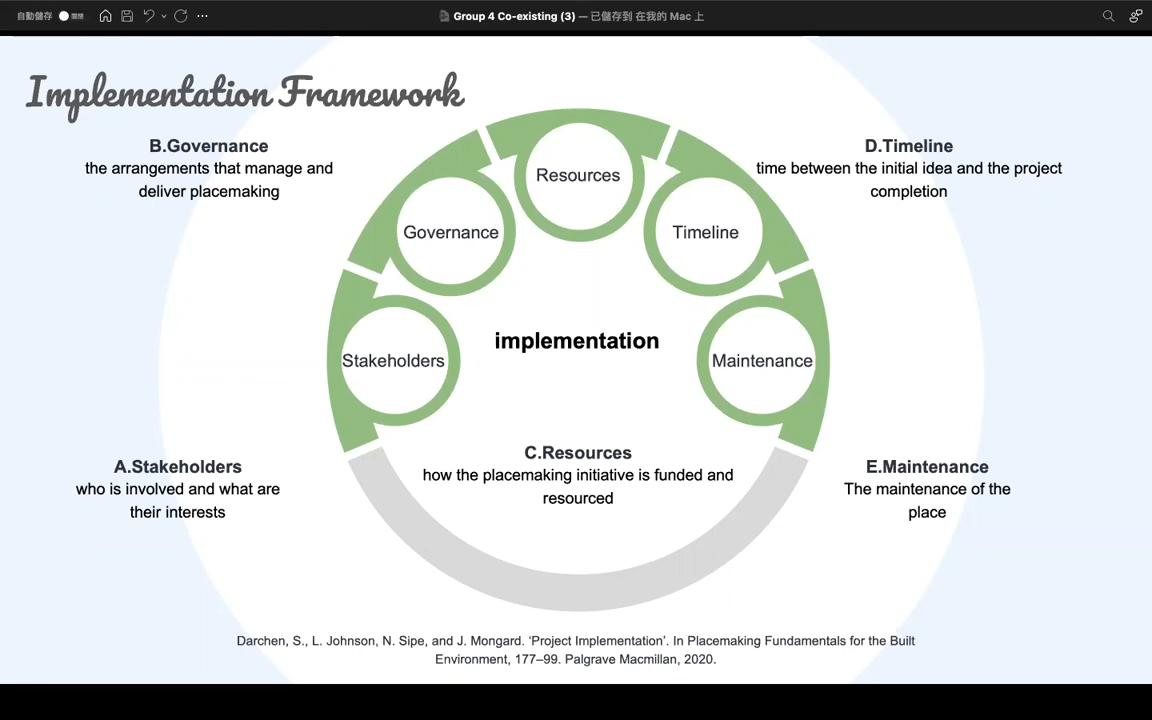 自動儲存
Group 4 Co-existing (3) — 已儲存到 在我的 Mac 上
Implementation Framework
B.Governance
the arrangements that manage and
deliver placemaking
D.Timeline
time between the initial idea and the project
completion
Resources
Governance
Timeline
implementation
Stakeholders
Maintenance
A.Stakeholders
who is involved and what are
their interests
C.Resources
how the placemaking initiative is funded and
resourced
E.Maintenance
The maintenance of the
place
Darchen, S., L. Johnson, N. Sipe, and J. Mongard. ‘Project Implementation’. In Placemaking Fundamentals for the Built
Environment, 177–99. Palgrave Macmillan, 2020.